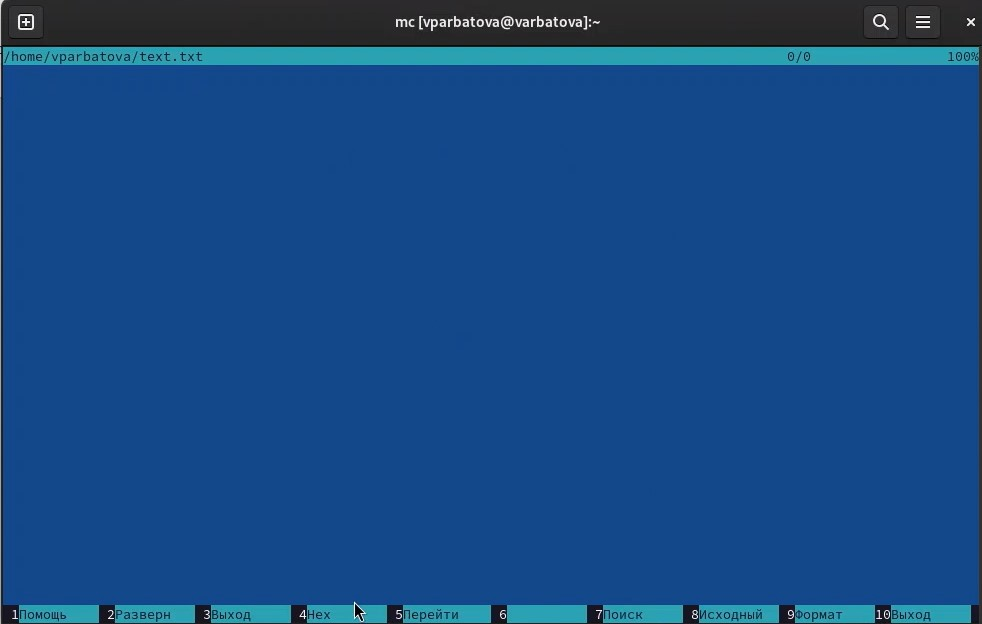 mc [vparbatova@varbatova]:~
/home/vparbatova/text.txt 0/0 100%
1Помощь 2Разверн 3Выход 4Hex 5Перейти 6 7Поиск 8Исходный 9Формат 10Выход